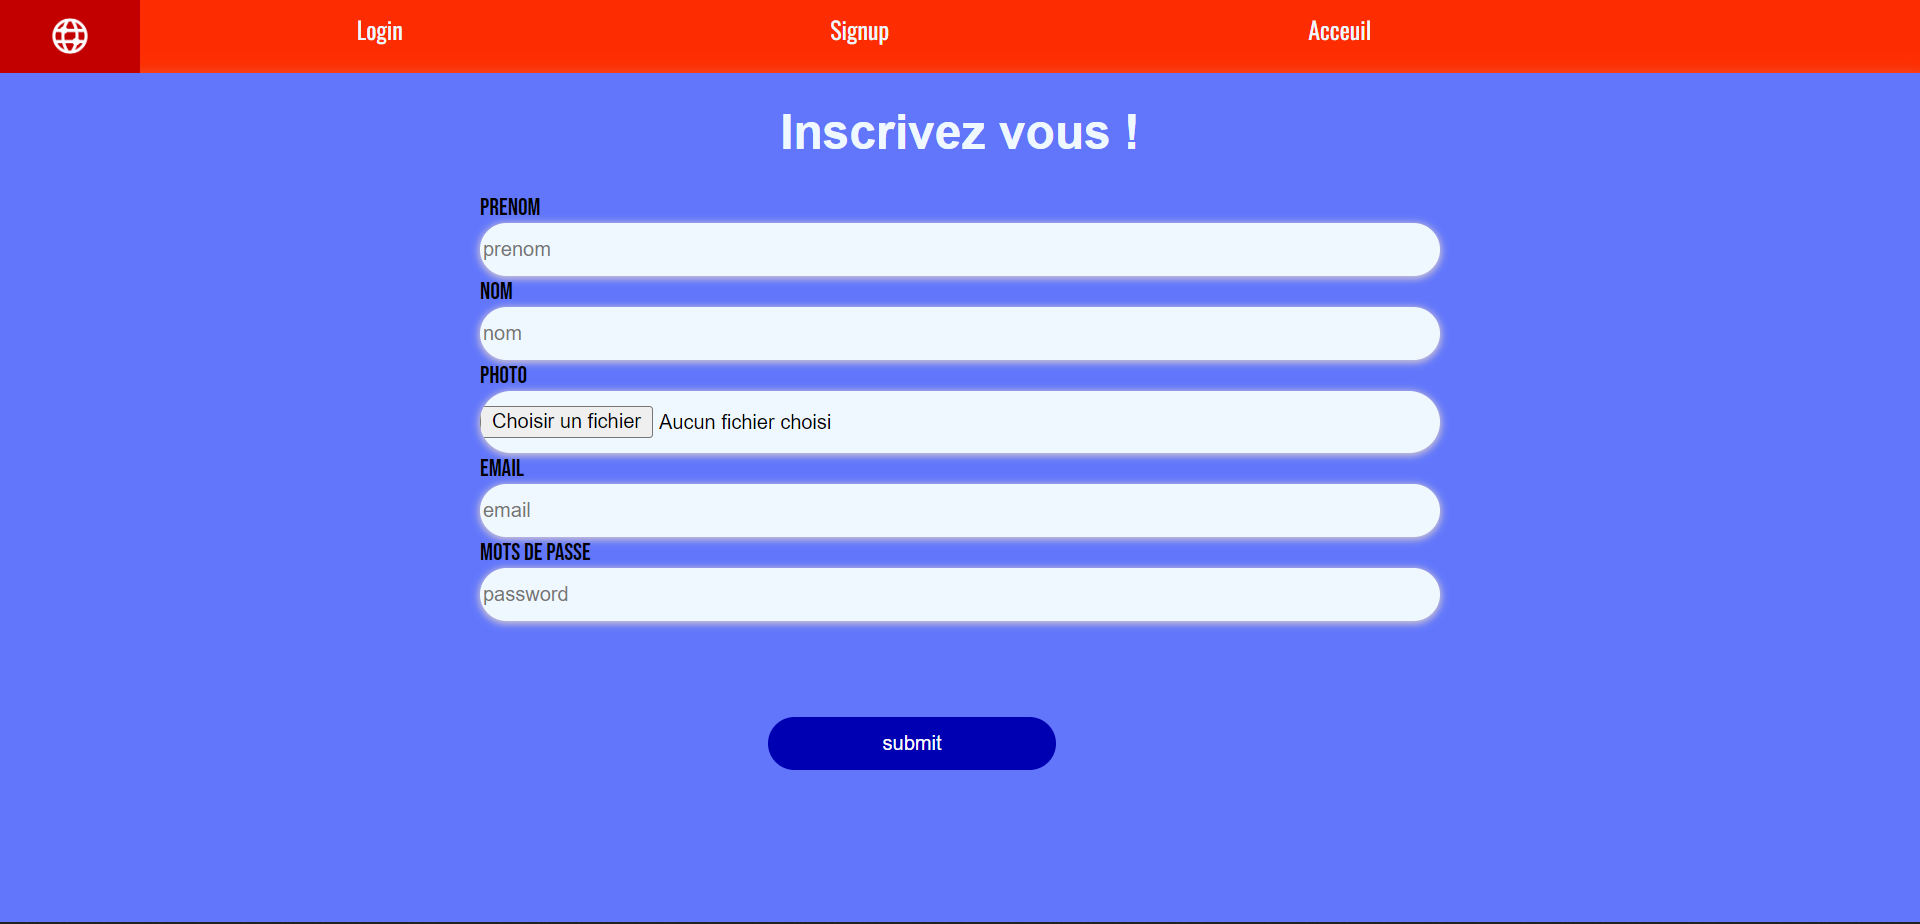 Login Signup Acceuil
Inscrivez vous !
PRENOM
prenom
NOM
nom
PHOTO
Choisir un fichier Aucun fichier choisi
EMAIL
email
MOTS DE PASSE
password
submit